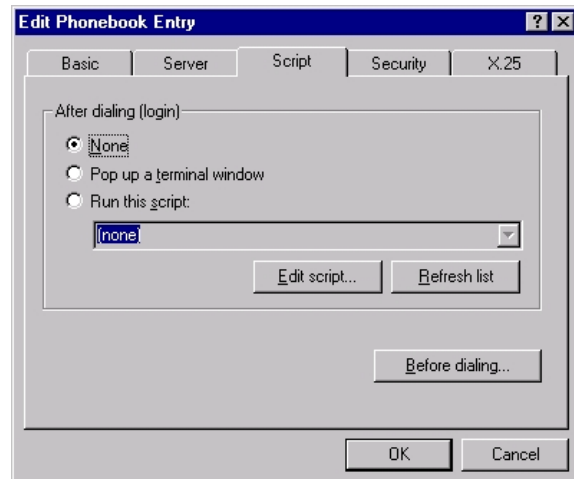 Edit Phonebook Entry
Basic Server Script Security X.25
After dialing (login)
None
Pop up a terminal window
Run this script:
(none)
Edit script... Refresh list
Before dialing...
OK Cancel